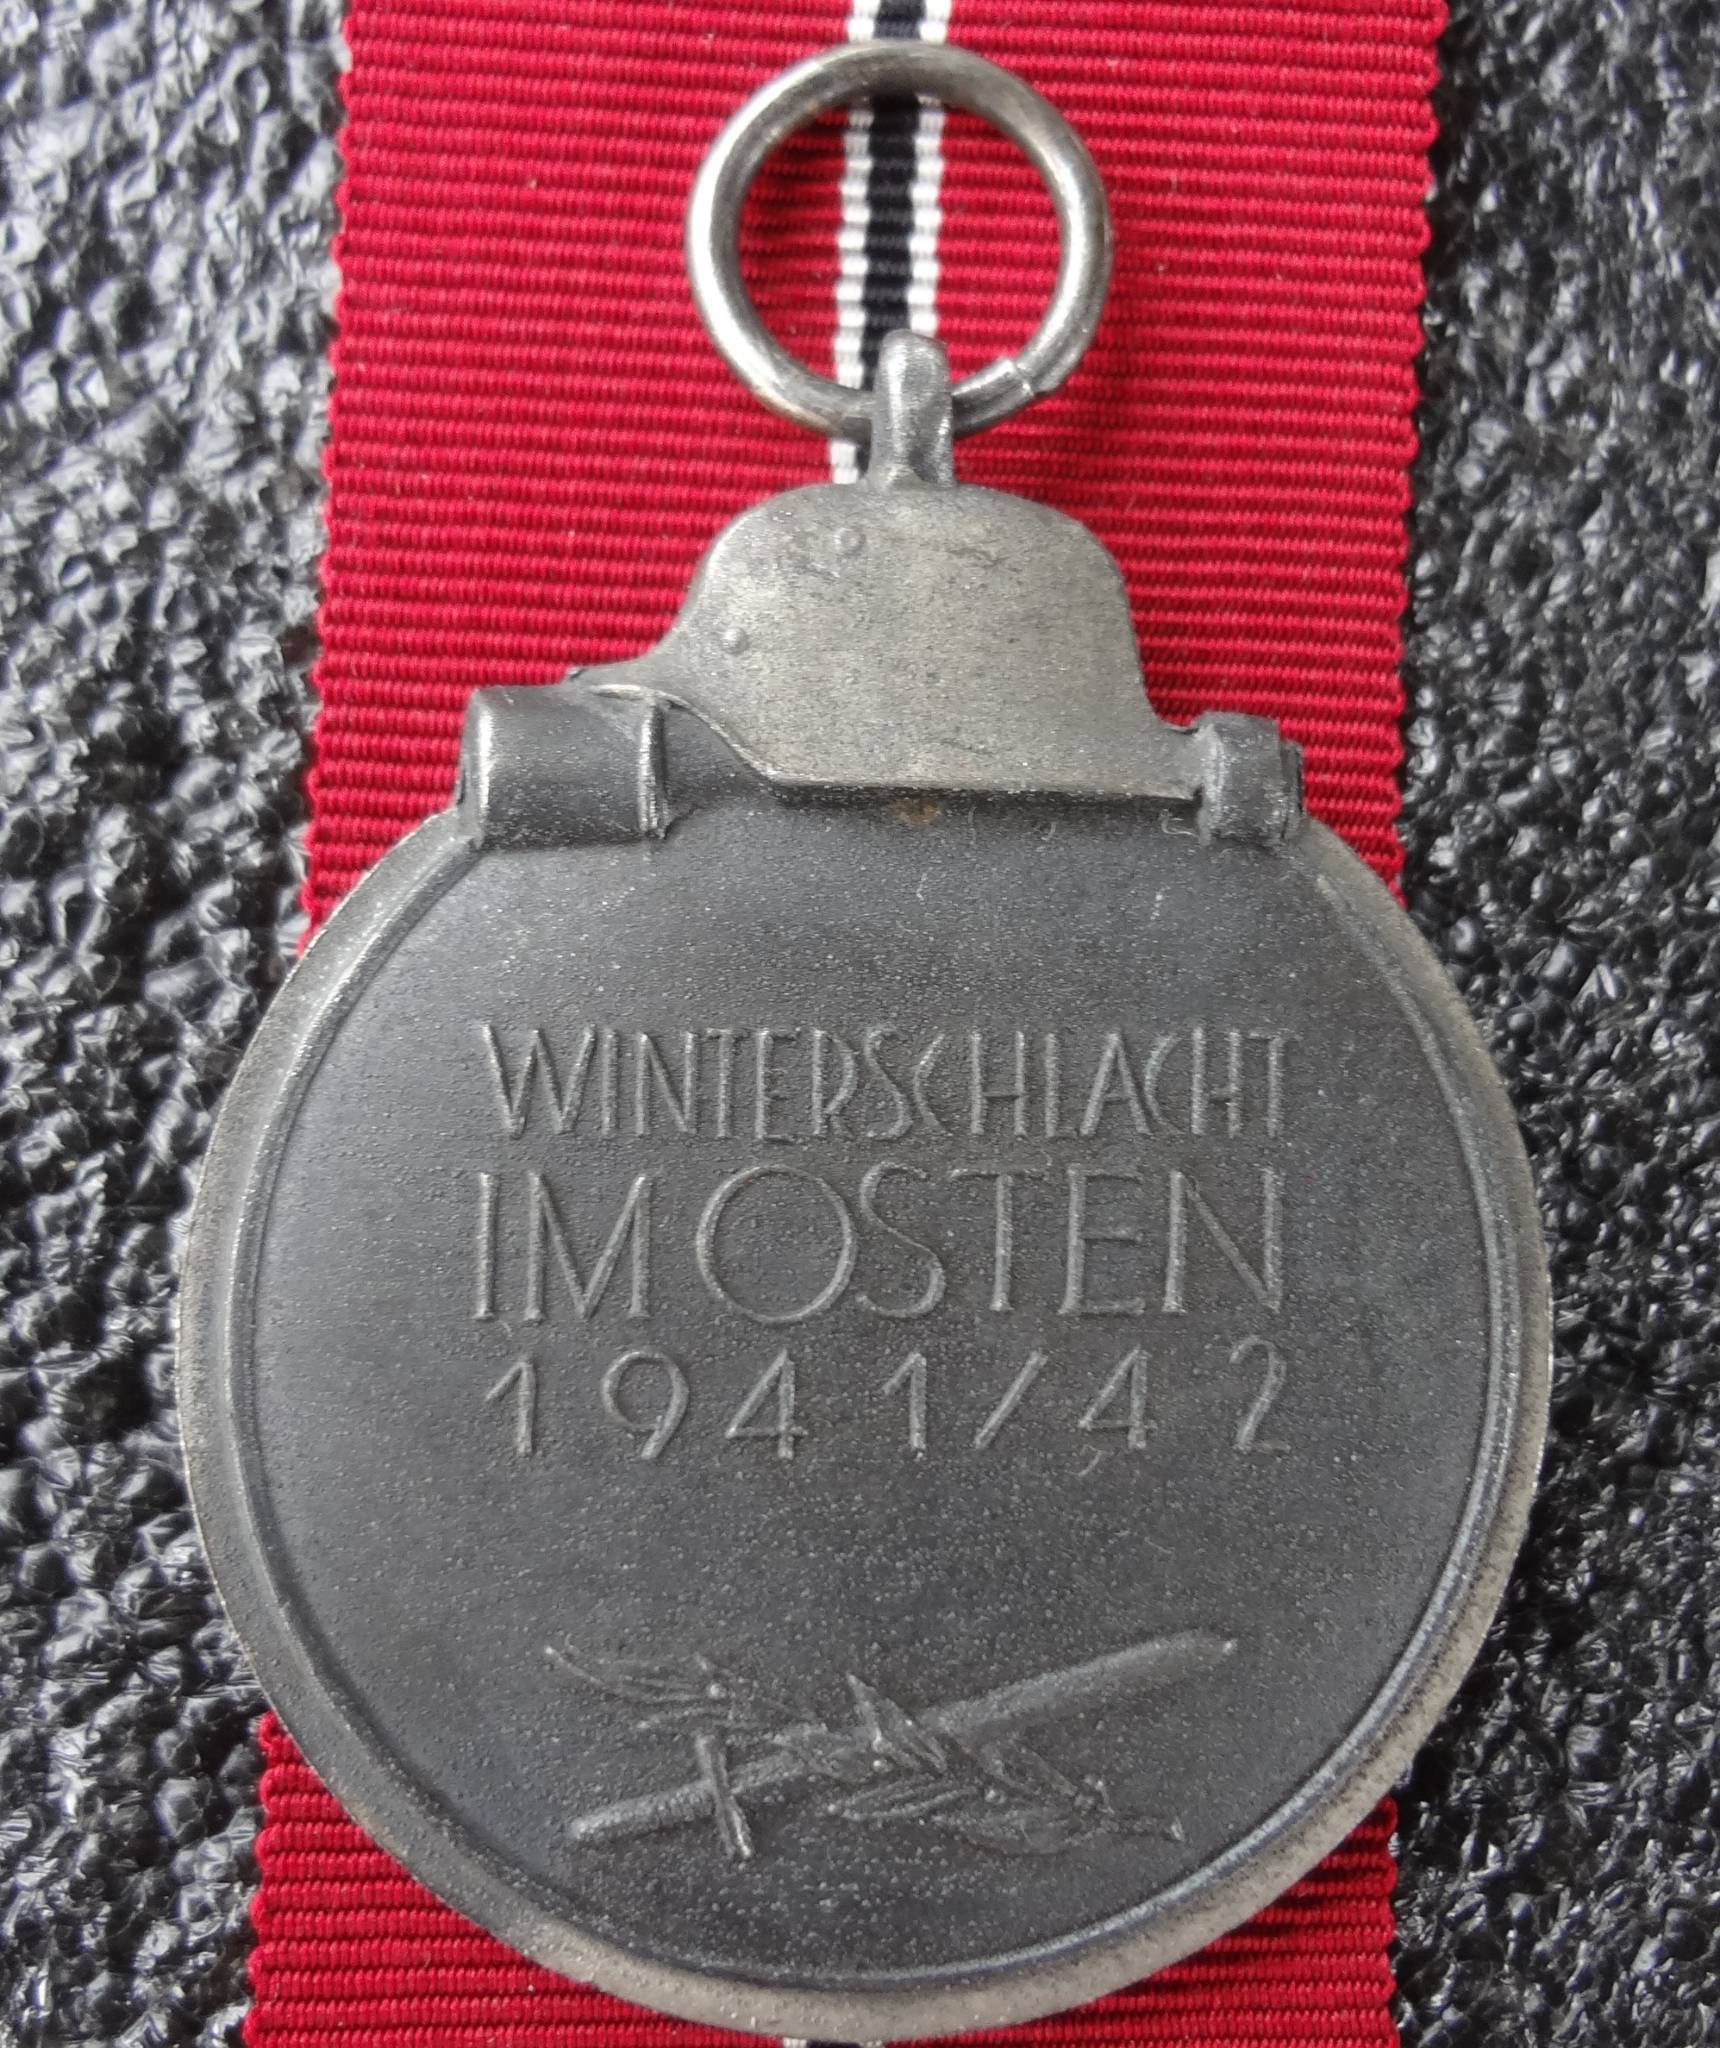 WINTERSCHLACHT
IM OSTEN
1941/42